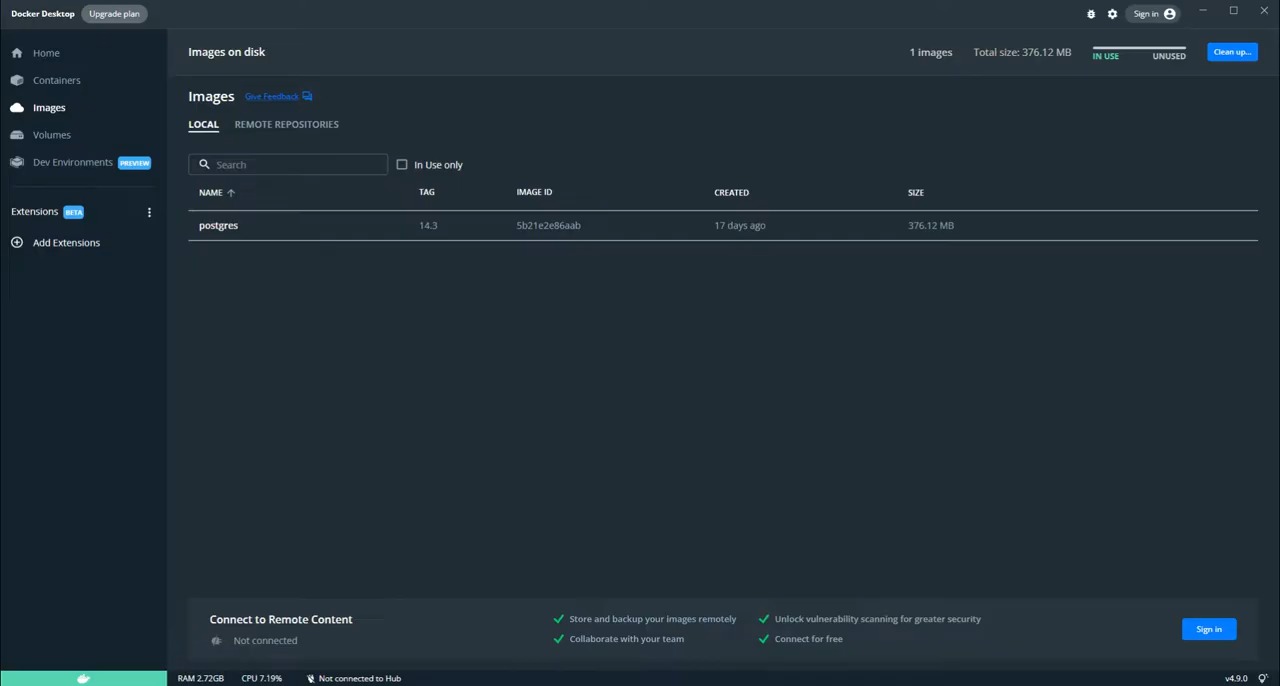 Docker Desktop Upgrade plan Sign in
Home
Containers
Images
Volumes
Dev Environments PREVIEW
Extensions BETA
Add Extensions
Images on disk 1 images Total size: 376.12 MB IN USE UNUSED Clean up...
Images Give Feedback
LOCAL REMOTE REPOSITORIES
Search In Use only
NAME TAG IMAGE ID CREATED SIZE
postgres 14.3 5b21e2e86aab 17 days ago 376.12 MB
Connect to Remote Content
Not connected
Store and backup your images remotely
Collaborate with your team
Unlock vulnerability scanning for greater security
Connect for free
Sign in
RAM 2.72GB CPU 7.19% Not connected to Hub v4.9.0